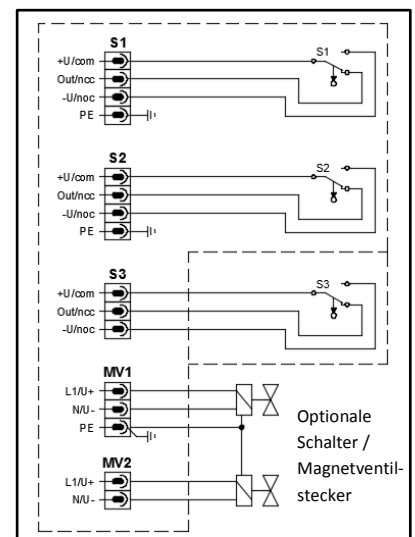 S1
+U/com
S1
Out/ncc
-U/noc
PE
S2
+U/com
S2
Out/ncc
-U/noc
PE
S3
+U/com
S3
Out/ncc
-U/noc
MV1
L1/U+
N/U-
PE
MV2
L1/U+
N/U-
Optionale
Schalter /
Magnetventil-
stecker